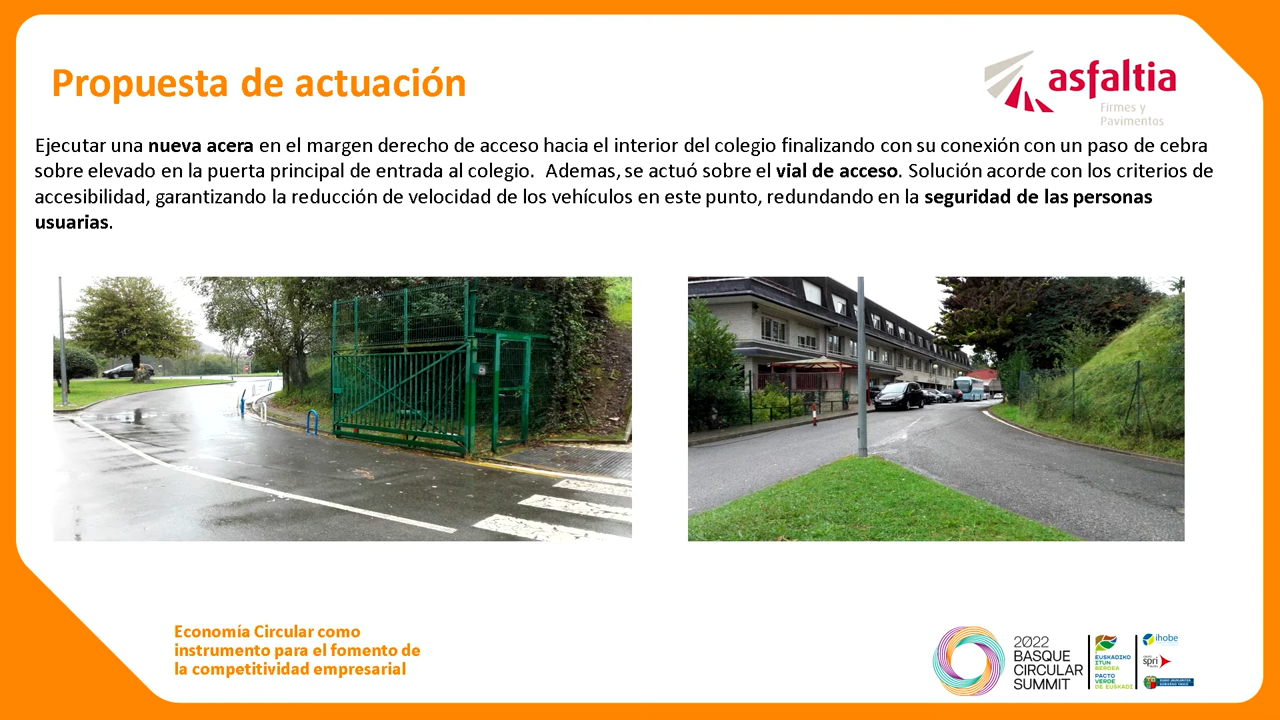 Propuesta de actuación
asfaltia
Firmes y
Pavimentos
Ejecutar una nueva acera en el margen derecho de acceso hacia el interior del colegio finalizando con su conexión con un paso de cebra
sobre elevado en la puerta principal de entrada al colegio. Ademas, se actuó sobre el vial de acceso. Solución acorde con los criterios de
accesibilidad, garantizando la reducción de velocidad de los vehículos en este punto, redundando en la seguridad de las personas
usuarias.
Economía Circular como
instrumento para el fomento de
la competitividad empresarial
2022
BASQUE
CIRCULAR
SUMMIT
EUSKADIKO
ITUN
BERDEA
PACTO
VERDE
DE EUSKADI
ihobe
spri